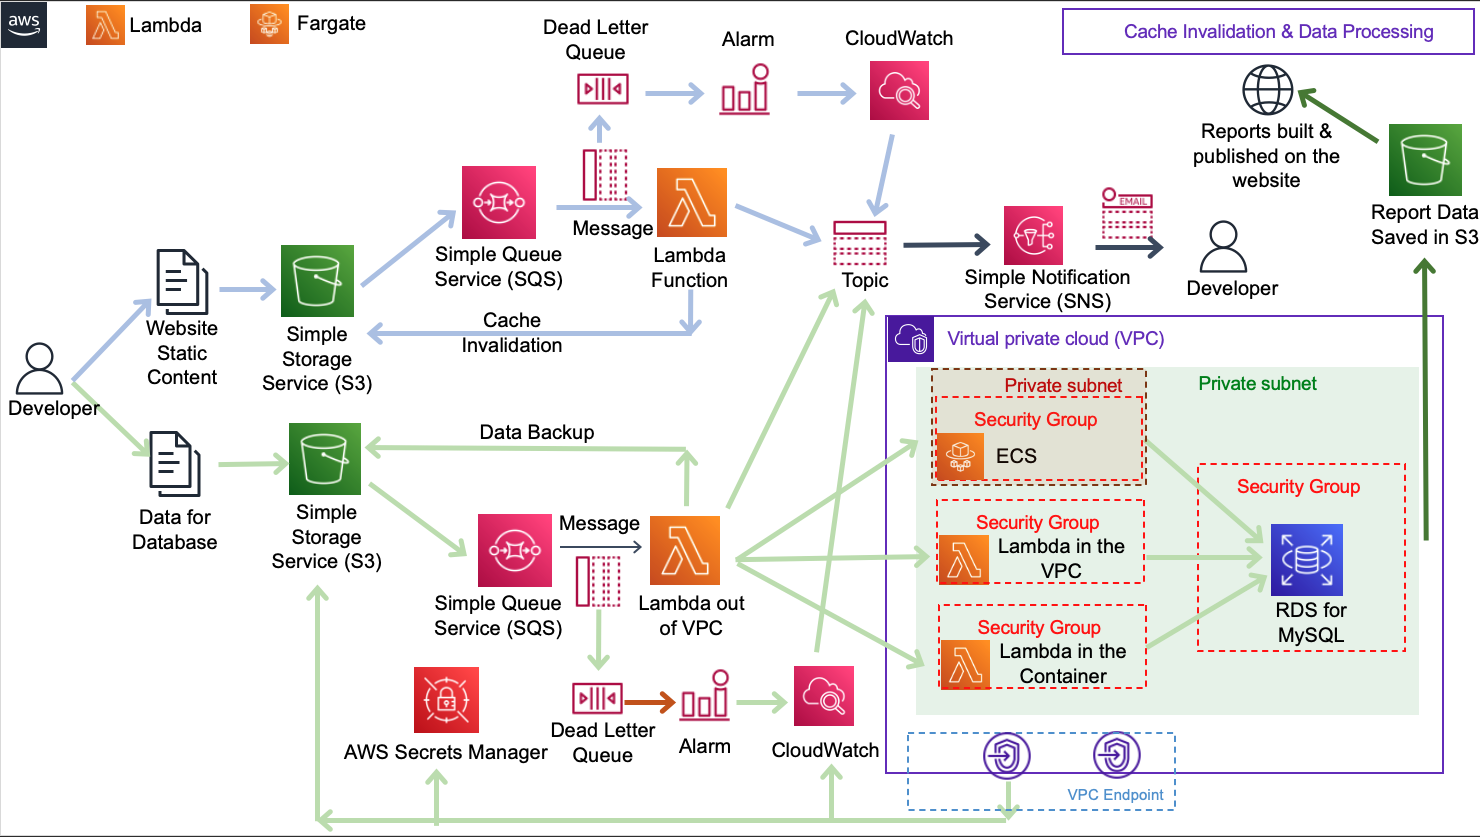 aws
Lambda
Fargate
Dead Letter
Queue
Alarm
CloudWatch
Cache Invalidation & Data Processing
Reports built &
published on the
website
Report Data
Saved in S3
Message
Simple Queue
Service (SQS)
Lambda
Function
Topic
EMAIL
Simple Notification
Service (SNS)
Developer
Website
Static
Content
Simple
Storage
Service (S3)
Cache
Invalidation
Developer
Virtual private cloud (VPC)
Private subnet
Private subnet
Security Group
ECS
Data Backup
Data for
Database
Simple
Storage
Service (S3)
Message
Simple Queue
Service (SQS)
Lambda out
of VPC
Security Group
Lambda in the
VPC
Security Group
Lambda in the
Container
Security Group
RDS for
MySQL
AWS Secrets Manager
Dead Letter
Queue
Alarm
CloudWatch
VPC Endpoint